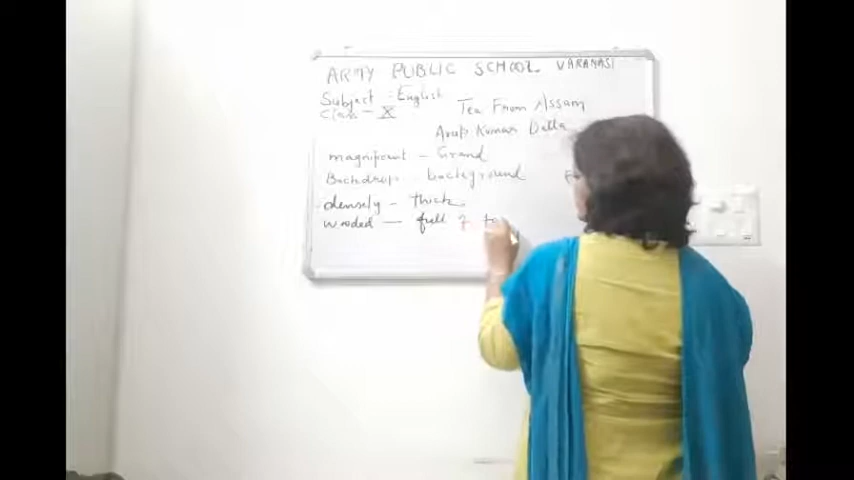 ARMY PUBLIC SCHOOL VARANASI
Subject :- English
Class - X
Tea From Assam
Arup Kumar Datta
magnificent - Grand
Backdrop - background
densely - thick
wooded - full of